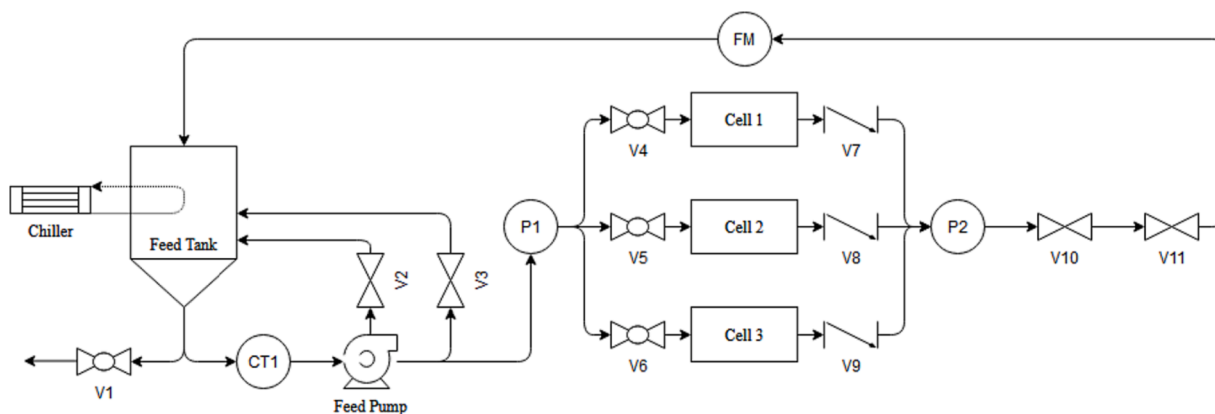 FM
Cell 1
V4
V7
Chiller
Feed Tank
P1
Cell 2
P2
V5
V8
V10
V11
V2
V3
Cell 3
V6
V9
V1
CT1
Feed Pump